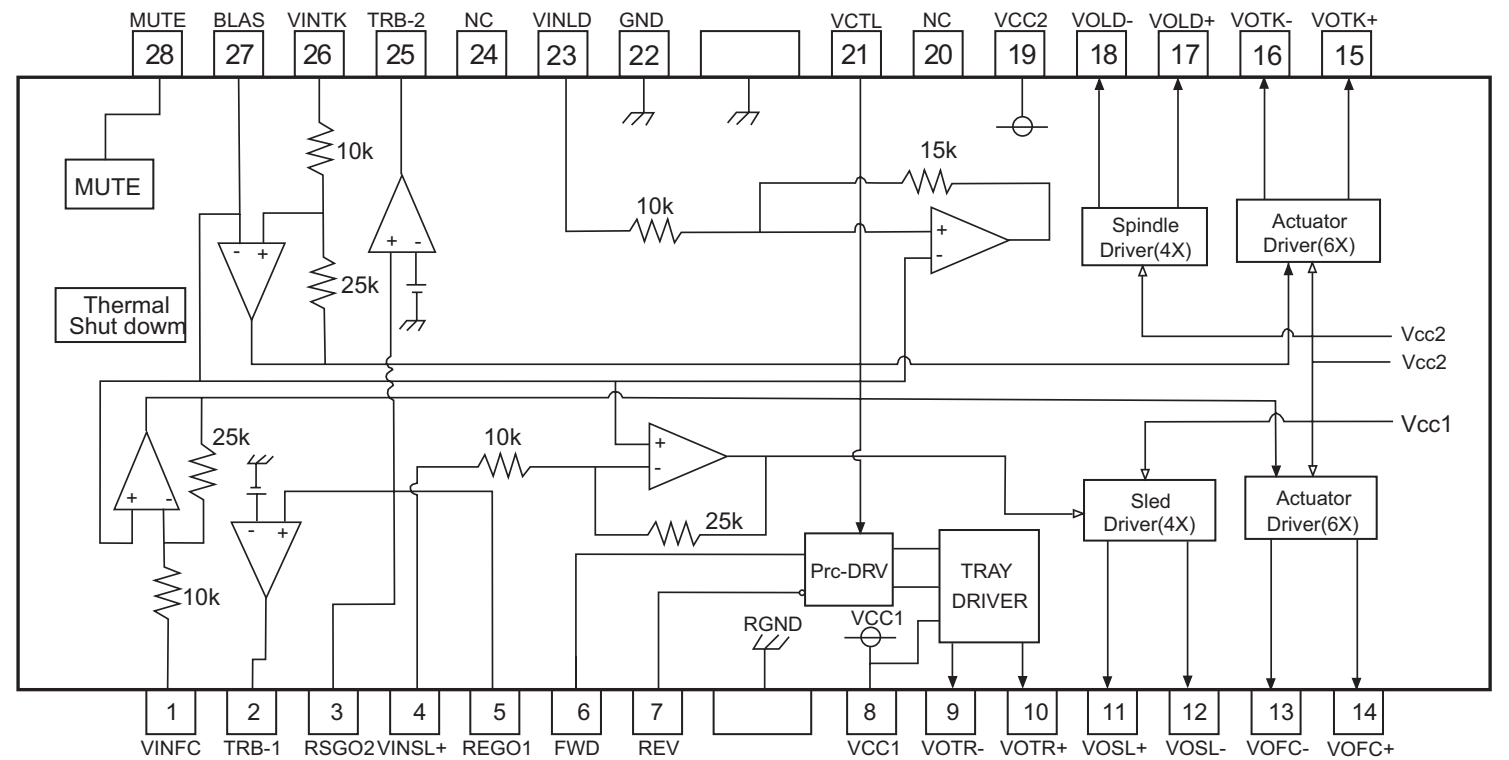 MUTE BLAS VINTK TRB-2 NC VINLD GND VCTL NC VCC2 VOLD- VOLD+ VOTK- VOTK+
28 27 26 25 24 23 22 21 20 19 18 17 16 15
MUTE
10k
15k
10k
+ -
- +
+
-
25k
Spindle
Driver(4X)
Actuator
Driver(6X)
Thermal
Shut dowm
Vcc2
Vcc2
Vcc1
25k
10k
+
-
+ -
- +
25k
10k
Sled
Driver(4X)
Actuator
Driver(6X)
Prc-DRV
TRAY
DRIVER
RGND
VCC1
1 2 3 4 5 6 7 8 9 10 11 12 13 14
VINFC TRB-1 RSGO2 VINSL+ REGO1 FWD REV VCC1 VOTR- VOTR+ VOSL+ VOSL- VOFC- VOFC+